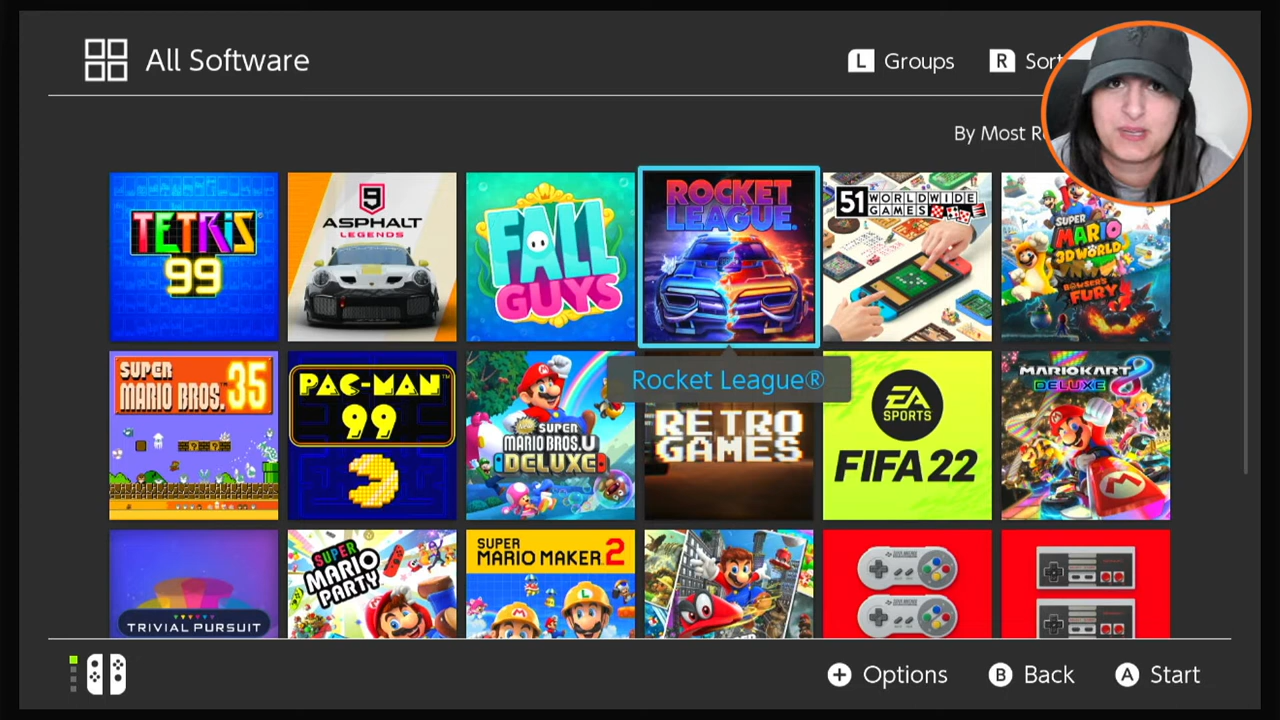 All Software
L Groups
R Sort
By Most R
TETRIS
99
9
ASPHALT
LEGENDS
FALL
GUYS
ROCKET
LEAGUE
51 WORLDWIDE
GAMES
SUPER
MARIO
3D WORLD
BOWSER'S
FURY
Rocket League®
SUPER
MARIO BROS. 35
PAC-MAN
99
NEW
SUPER
MARIO BROS. U
DELUXE
RETRO
GAMES
EA
SPORTS
FIFA 22
MARIOKART 8
DELUXE
TRIVIAL PURSUIT
SUPER
MARIO
PARTY
SUPER
MARIO MAKER 2
+ Options
B Back
A Start